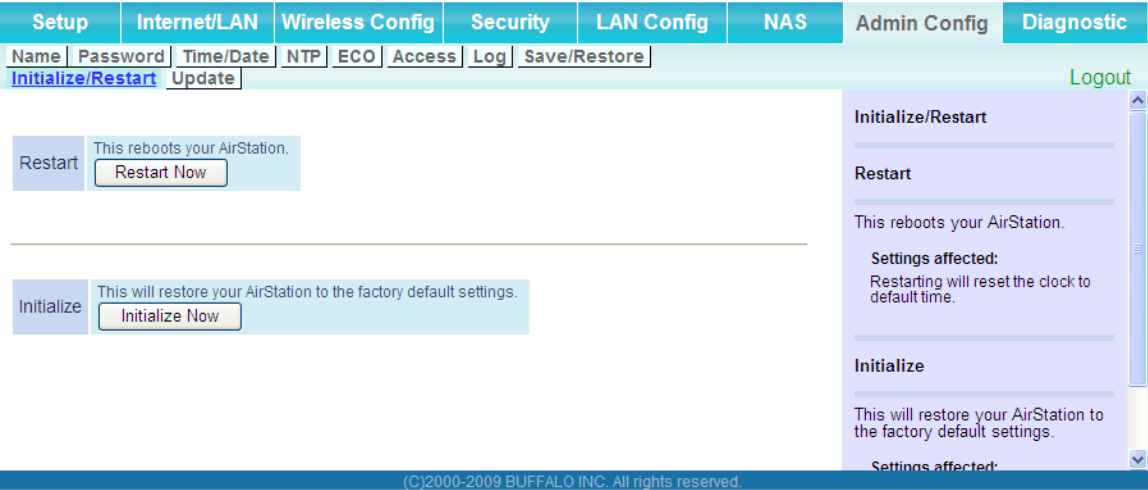 Setup Internet/LAN Wireless Config Security LAN Config NAS Admin Config Diagnostic
Name Password Time/Date NTP ECO Access Log Save/Restore
Initialize/Restart Update
Logout
Restart
This reboots your AirStation.
Restart Now
Initialize
This will restore your AirStation to the factory default settings.
Initialize Now
Initialize/Restart
Restart
This reboots your AirStation.
Settings affected:
Restarting will reset the clock to
default time.
Initialize
This will restore your AirStation to
the factory default settings.
Settings affected:
(C)2000-2009 BUFFALO INC. All rights reserved.